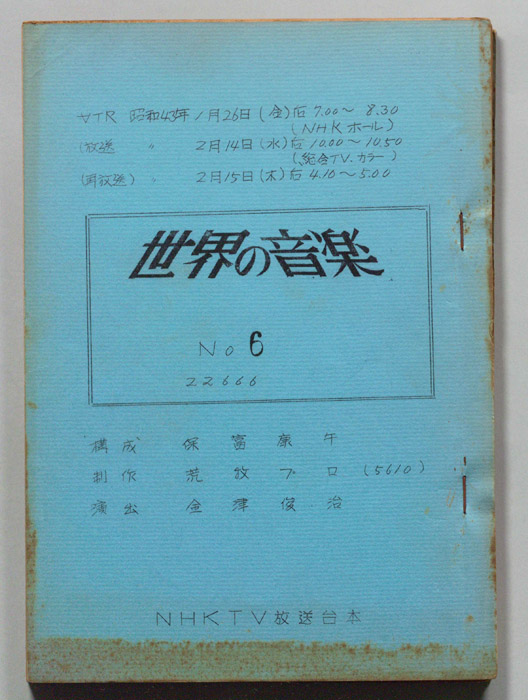 VTR 昭和43年1月26日(金)后7.00〜8.30
(NHKホール)
(放送 〃 2月14日(水)后10.00〜10.50
(総合TV.カラー)
(再放送) 〃 2月15日(木)后4.10〜5.00
世界の音楽
No 6
22666
構成 保富康午
制作 荒牧プロ(5610)
演出 金津俊治
NHKTV放送台本